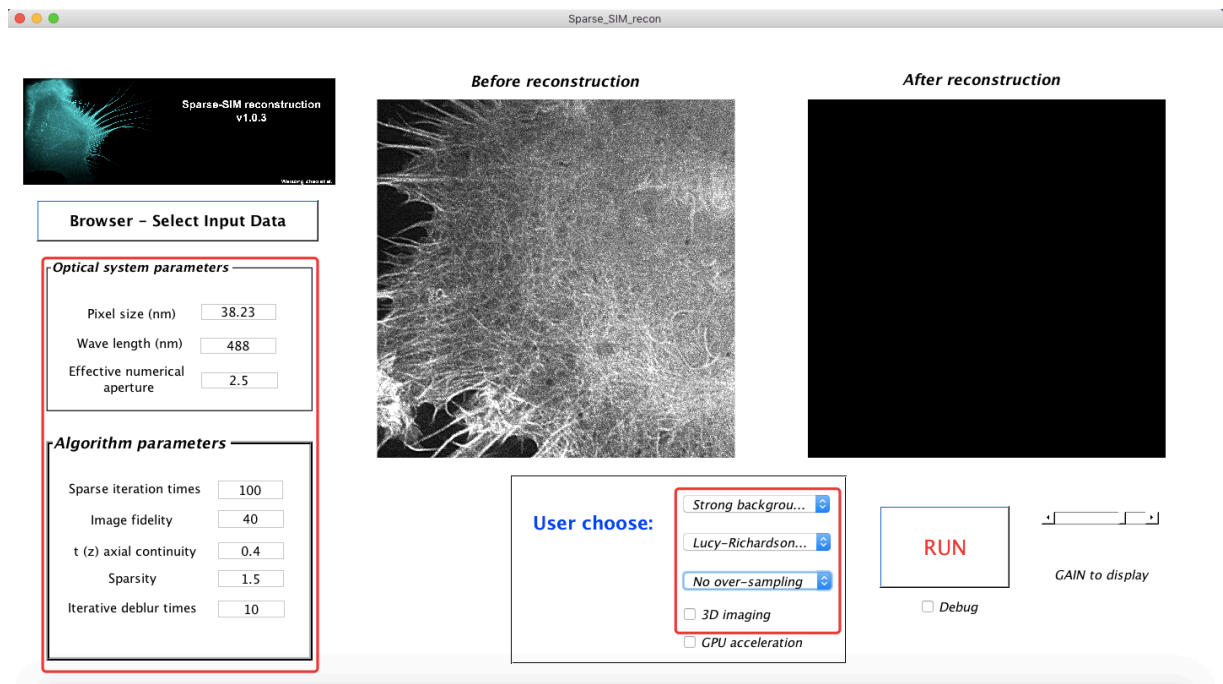 Sparse_SIM_recon
Sparse-SIM reconstruction
v1.0.3
Browser - Select Input Data
Optical system parameters
Pixel size (nm) 38.23
Wave length (nm) 488
Effective numerical
aperture 2.5
Algorithm parameters
Sparse iteration times 100
Image fidelity 40
t (z) axial continuity 0.4
Sparsity 1.5
Iterative deblur times 10
Before reconstruction
After reconstruction
User choose:
Strong backgrou...
Lucy-Richardson...
No over-sampling
3D imaging
GPU acceleration
RUN
Debug
GAIN to display